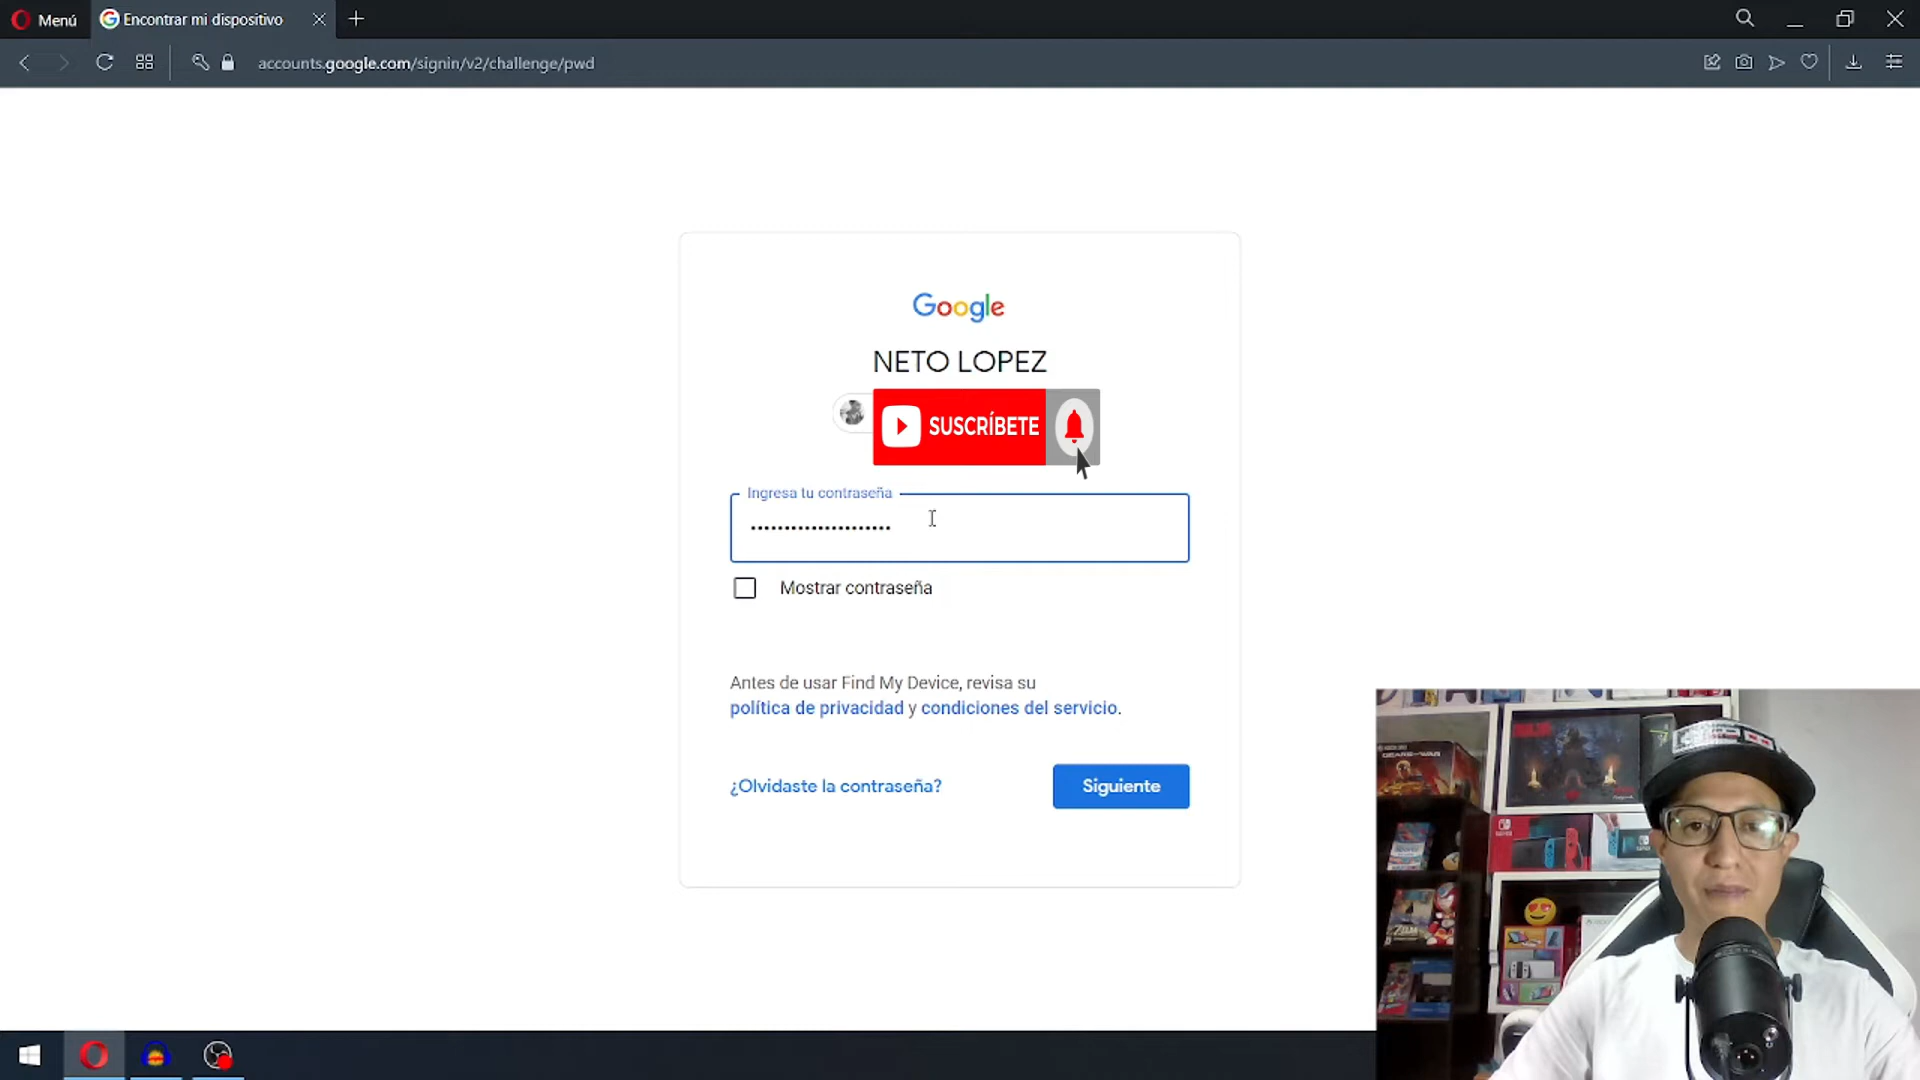 Menú
Encontrar mi dispositivo
accounts.google.com/signin/v2/challenge/pwd
Google
NETO LOPEZ
SUSCRÍBETE
Ingresa tu contraseña
•••••••••••••••••••••
Mostrar contraseña
Antes de usar Find My Device, revisa su
política de privacidad y condiciones del servicio.
¿Olvidaste la contraseña?
Siguiente